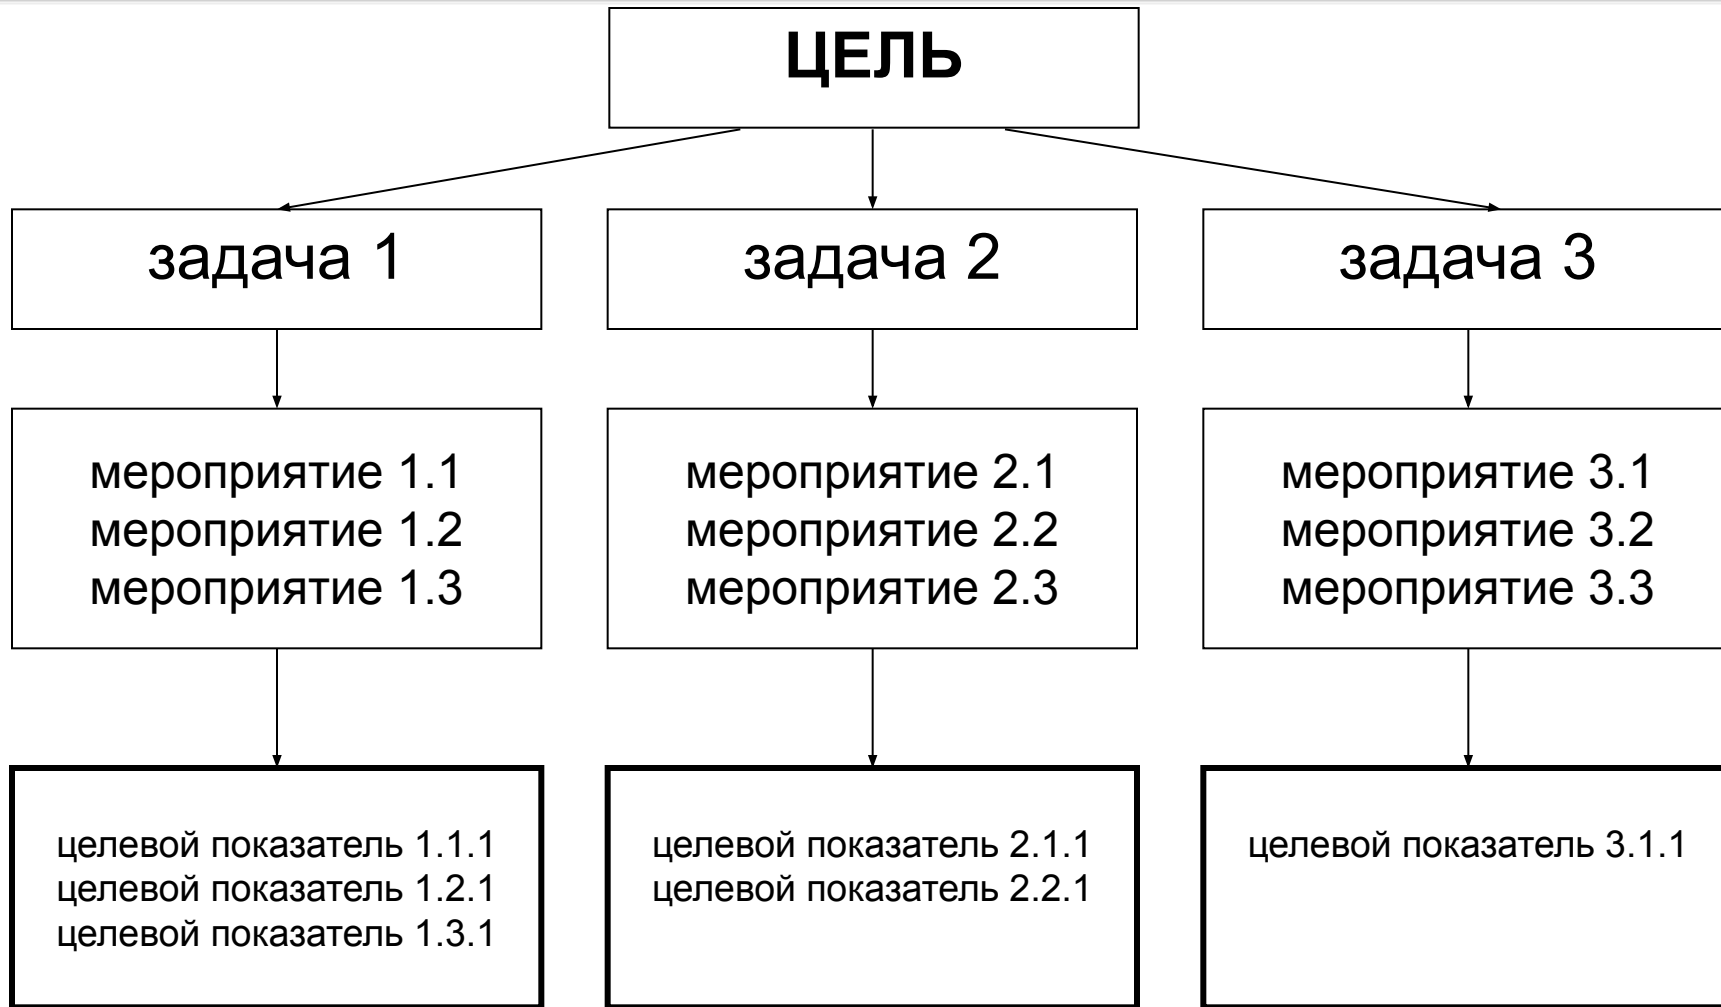 ЦЕЛЬ
задача 1
задача 2
задача 3
мероприятие 1.1
мероприятие 1.2
мероприятие 1.3
мероприятие 2.1
мероприятие 2.2
мероприятие 2.3
мероприятие 3.1
мероприятие 3.2
мероприятие 3.3
целевой показатель 1.1.1
целевой показатель 1.2.1
целевой показатель 1.3.1
целевой показатель 2.1.1
целевой показатель 2.2.1
целевой показатель 3.1.1